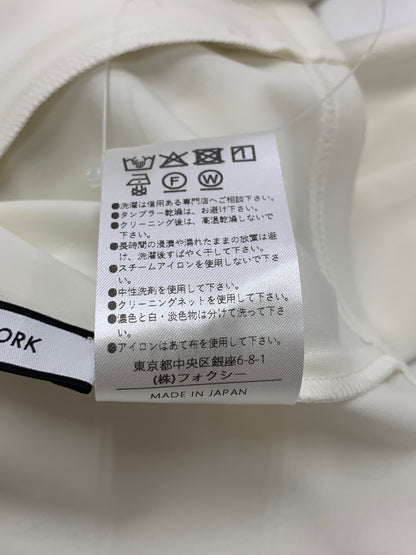 Ⓕ Ⓦ
●洗濯は信用ある専門店へご相談下さい。
●タンブラー乾燥は、お避け下さい。
●クリーニング後は、高温乾燥しないで
下さい。
●長時間の浸漬や濡れたままの放置は避
け、洗濯後すばやく干して下さい。
●スチームアイロンを使用しないで下
さい。
●中性洗剤を使用して下さい。
●クリーニングネットを使用して下さい。
●濃色と白・淡色物は分けて洗って下
さい。
●アイロンはあて布を使用して下さい。
東京都中央区銀座6-8-1
(株)フォクシー
MADE IN JAPAN
ORK